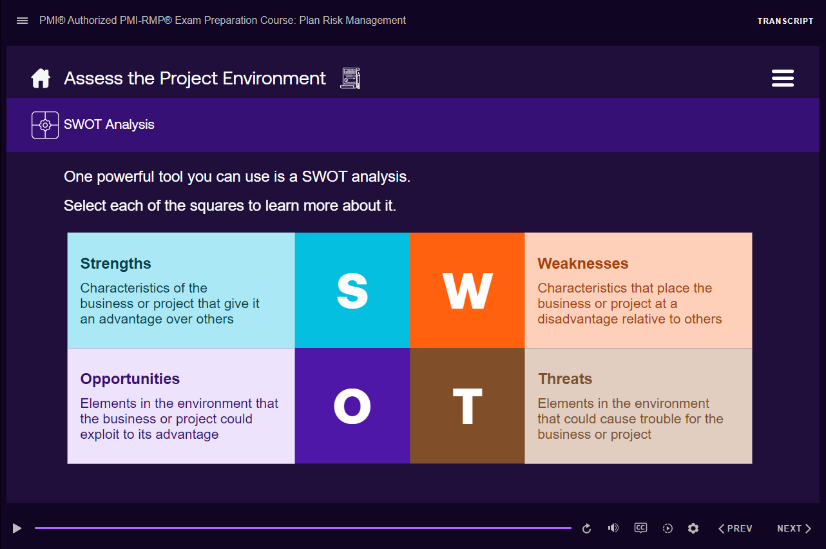 PMI® Authorized PMI-RMP® Exam Preparation Course: Plan Risk Management
TRANSCRIPT
Assess the Project Environment
SWOT Analysis
One powerful tool you can use is a SWOT analysis.
Select each of the squares to learn more about it.
Strengths
Characteristics of the
business or project that give it
an advantage over others
S
W
Weaknesses
Characteristics that place the
business or project at a
disadvantage relative to others
Opportunities
Elements in the environment that
the business or project could
exploit to its advantage
O
T
Threats
Elements in the environment
that could cause trouble for the
business or project
CC
PREV
NEXT